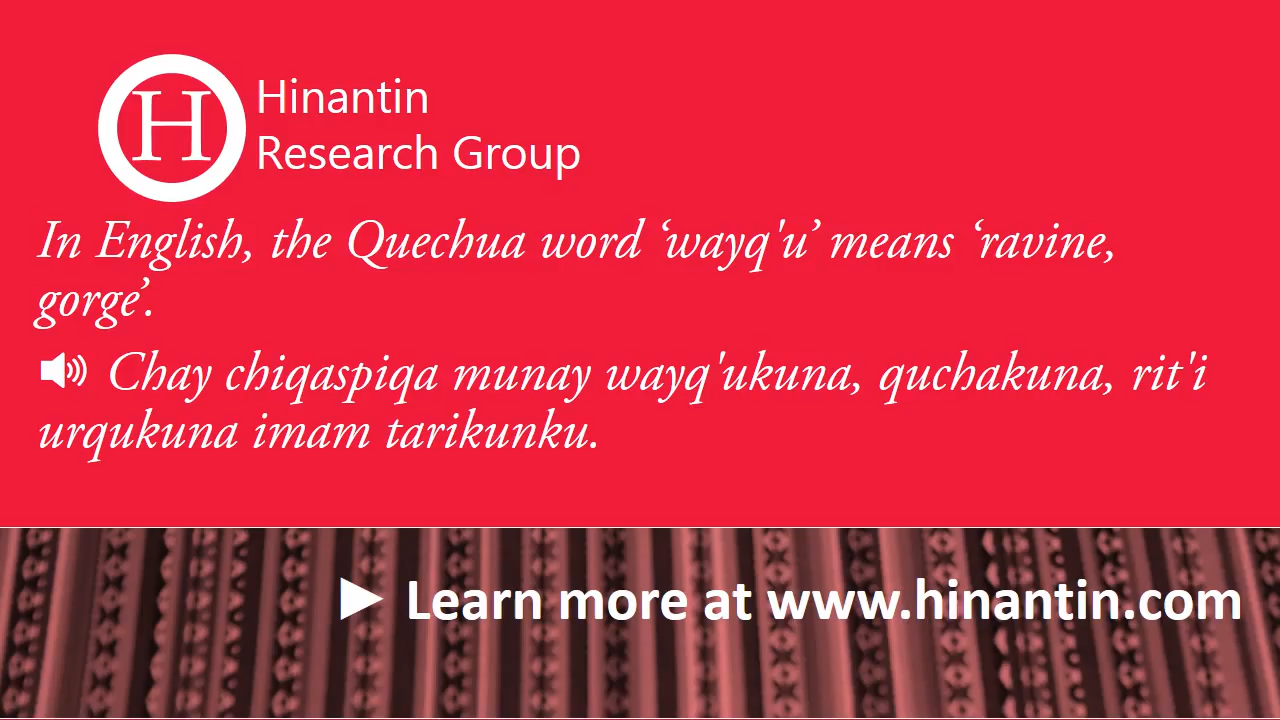 H
Hinantin
Research Group
In English, the Quechua word ‘wayq'u’ means ‘ravine,
gorge’.
Chay chiqaspiqa munay wayq'ukuna, quchakuna, rit'i
urqukuna imam tarikunku.
Learn more at www.hinantin.com